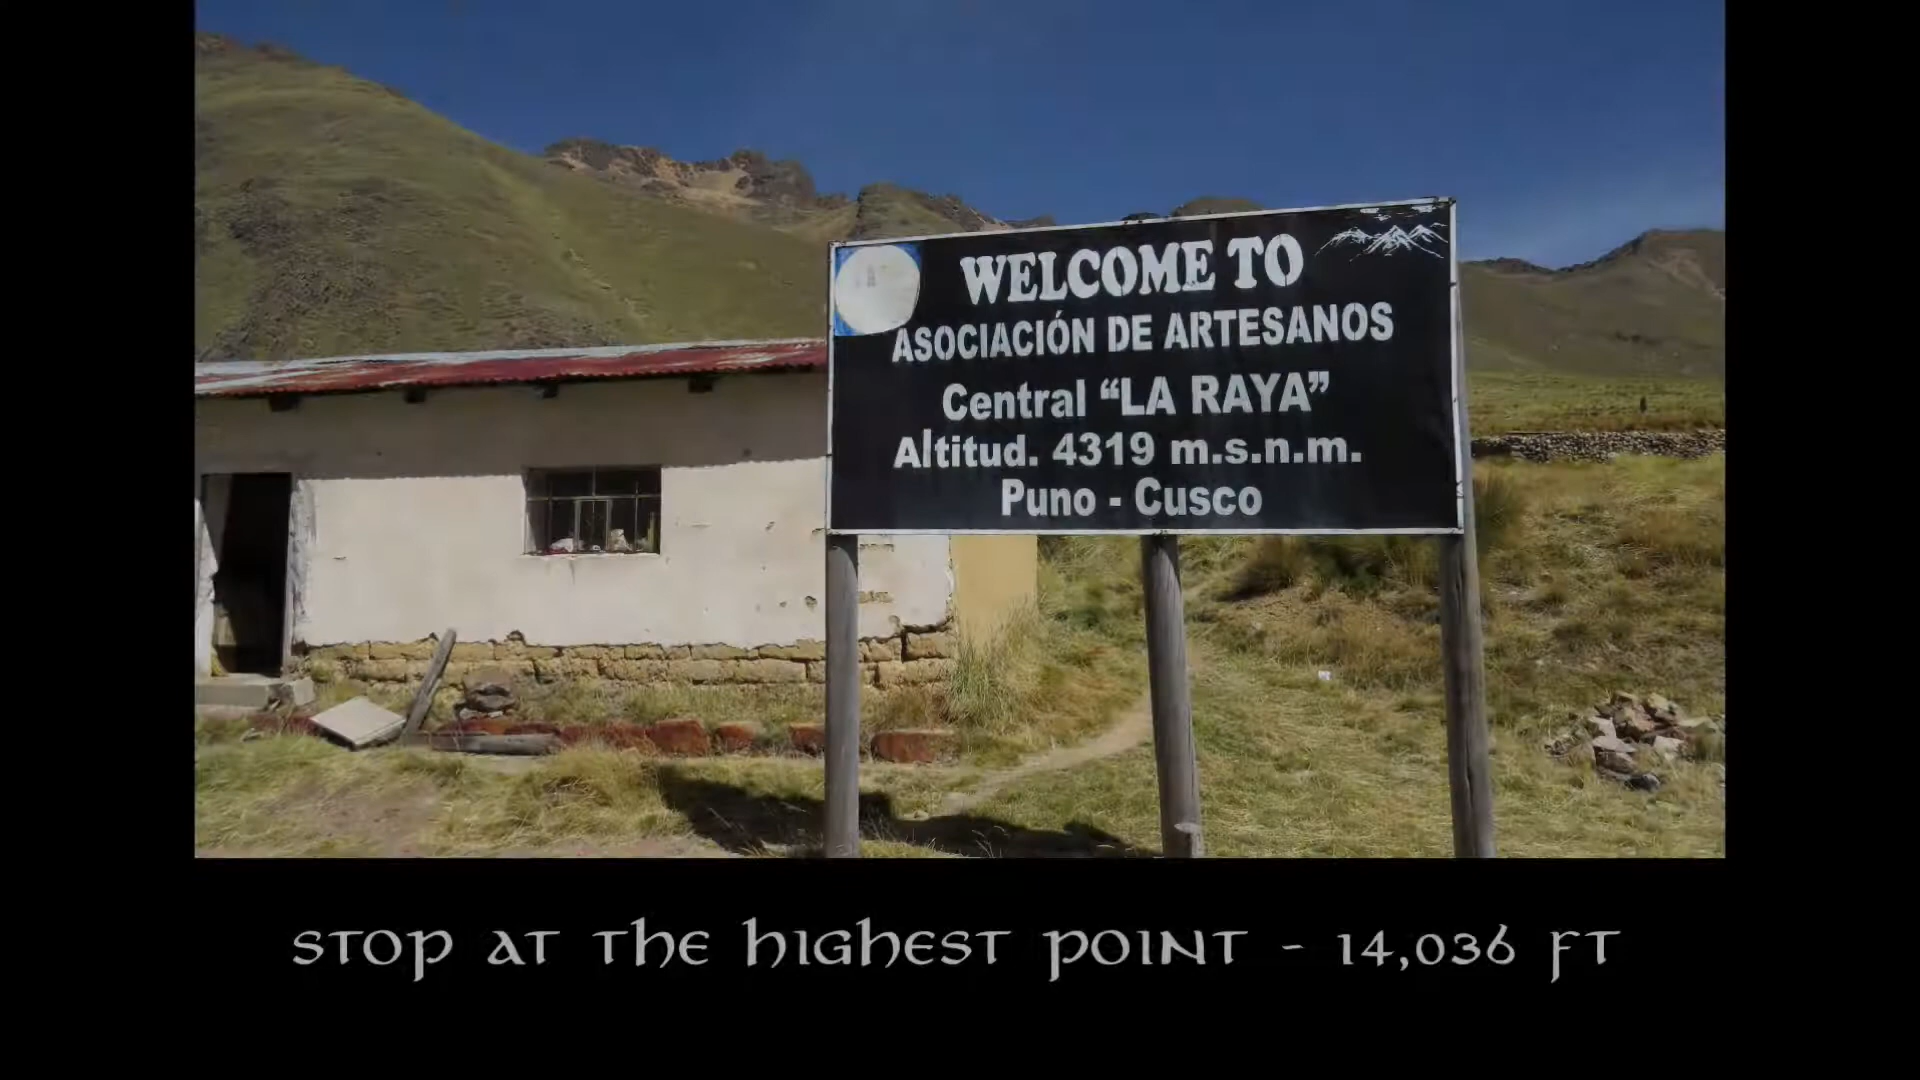 WELCOME TO
ASOCIACIÓN DE ARTESANOS
Central “LA RAYA”
Altitud. 4319 m.s.n.m.
Puno - Cusco
STOP AT THE HIGHEST POINT - 14,036 FT